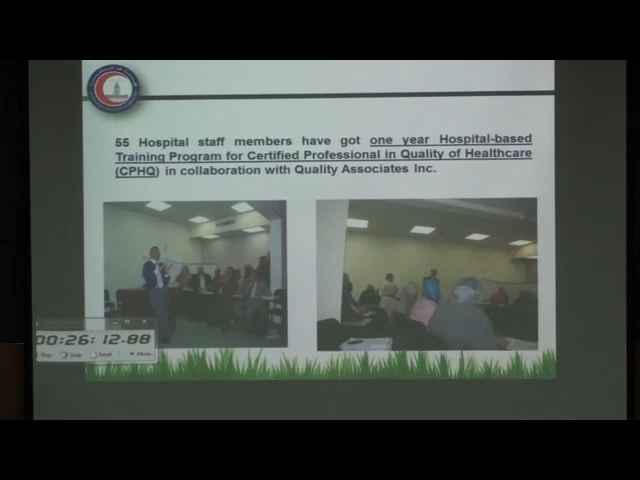 55 Hospital staff members have got one year Hospital-based
Training Program for Certified Professional in Quality of Healthcare
(CPHQ) in collaboration with Quality Associates Inc.
00:26:12.88